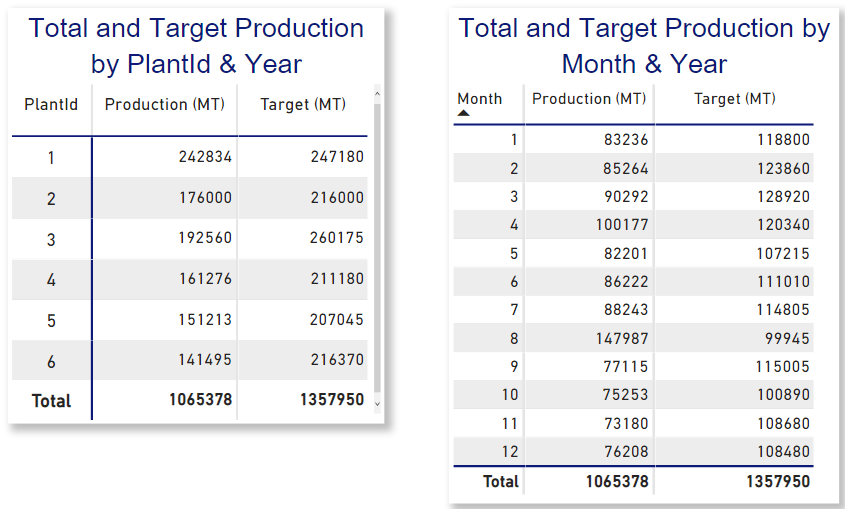 Total and Target Production
by PlantId & Year
PlantId Production (MT) Target (MT)
1 242834 247180
2 176000 216000
3 192560 260175
4 161276 211180
5 151213 207045
6 141495 216370
Total 1065378 1357950
Total and Target Production by
Month & Year
Month Production (MT) Target (MT)
1 83236 118800
2 85264 123860
3 90292 128920
4 100177 120340
5 82201 107215
6 86222 111010
7 88243 114805
8 147987 99945
9 77115 115005
10 75253 100890
11 73180 108680
12 76208 108480
Total 1065378 1357950